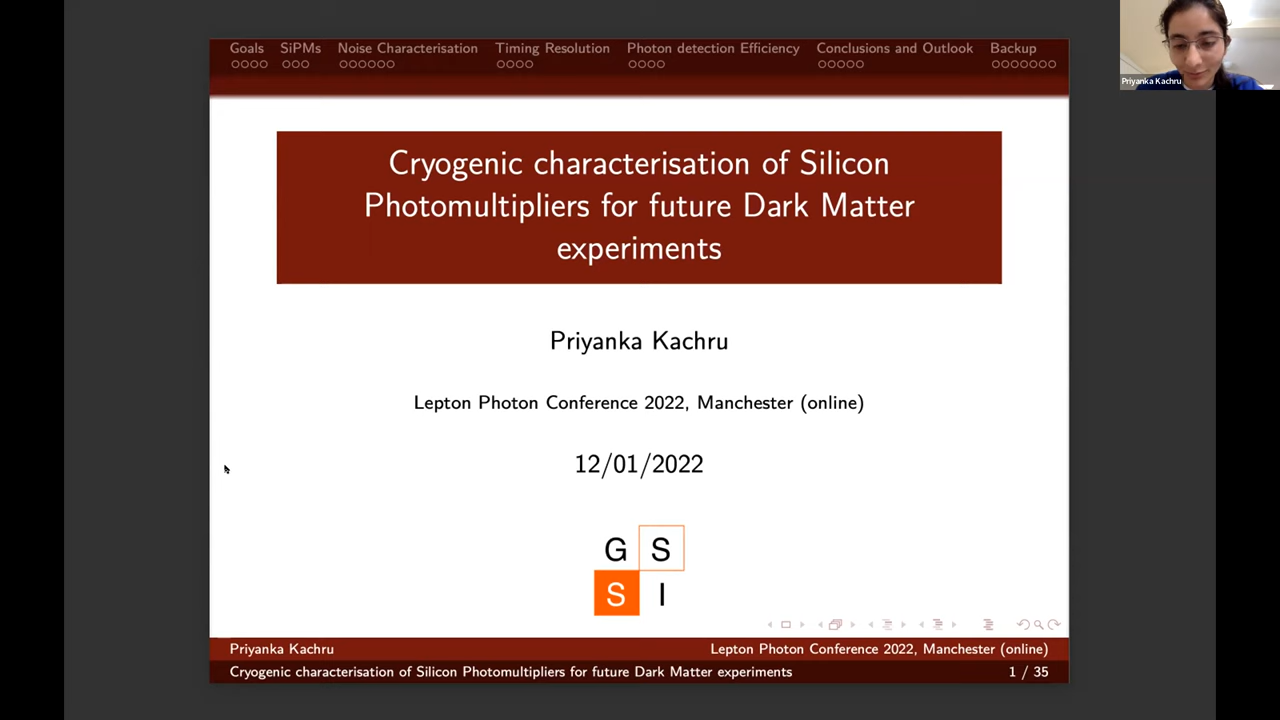 Goals SiPMs Noise Characterisation Timing Resolution Photon detection Efficiency Conclusions and Outlook Backup
Priyanka Kachru
Cryogenic characterisation of Silicon
Photomultipliers for future Dark Matter
experiments
Priyanka Kachru
Lepton Photon Conference 2022, Manchester (online)
12/01/2022
G S
S I
Priyanka Kachru Lepton Photon Conference 2022, Manchester (online)
Cryogenic characterisation of Silicon Photomultipliers for future Dark Matter experiments 1 / 35